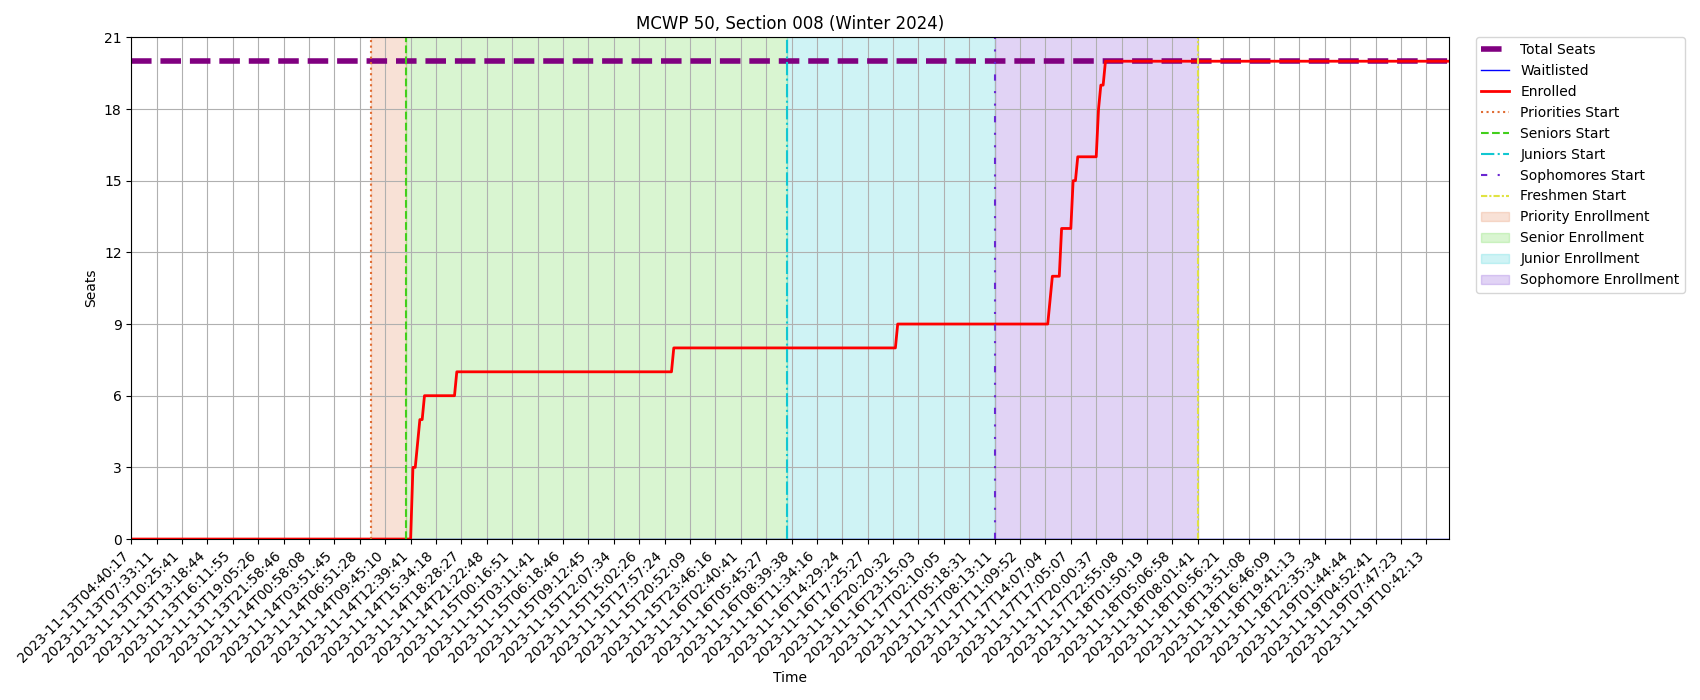 MCWP 50, Section 008 (Winter 2024)
21
18
15
12
9
6
3
0
Seats
2023-11-13T04:40:17
2023-11-13T07:33:11
2023-11-13T10:25:41
2023-11-13T13:18:44
2023-11-13T16:11:55
2023-11-13T19:05:26
2023-11-13T21:58:46
2023-11-14T00:58:08
2023-11-14T03:51:45
2023-11-14T06:51:28
2023-11-14T09:45:10
2023-11-14T12:39:41
2023-11-14T15:34:18
2023-11-14T18:28:27
2023-11-14T21:22:48
2023-11-15T00:16:51
2023-11-15T03:11:41
2023-11-15T06:18:46
2023-11-15T09:12:45
2023-11-15T12:07:34
2023-11-15T15:02:26
2023-11-15T17:57:24
2023-11-15T20:52:09
2023-11-15T23:46:16
2023-11-16T02:40:41
2023-11-16T05:45:27
2023-11-16T08:39:38
2023-11-16T11:34:16
2023-11-16T14:29:24
2023-11-16T17:25:27
2023-11-16T20:20:32
2023-11-16T23:15:03
2023-11-17T02:10:05
2023-11-17T05:18:31
2023-11-17T08:13:11
2023-11-17T11:09:52
2023-11-17T14:07:04
2023-11-17T17:05:07
2023-11-17T20:00:37
2023-11-17T22:55:08
2023-11-18T01:50:19
2023-11-18T05:06:58
2023-11-18T08:01:41
2023-11-18T10:56:21
2023-11-18T13:51:08
2023-11-18T16:46:09
2023-11-18T19:41:13
2023-11-18T22:35:34
2023-11-19T01:44:44
2023-11-19T04:52:41
2023-11-19T07:47:23
2023-11-19T10:42:13
Time
Total Seats
Waitlisted
Enrolled
Priorities Start
Seniors Start
Juniors Start
Sophomores Start
Freshmen Start
Priority Enrollment
Senior Enrollment
Junior Enrollment
Sophomore Enrollment